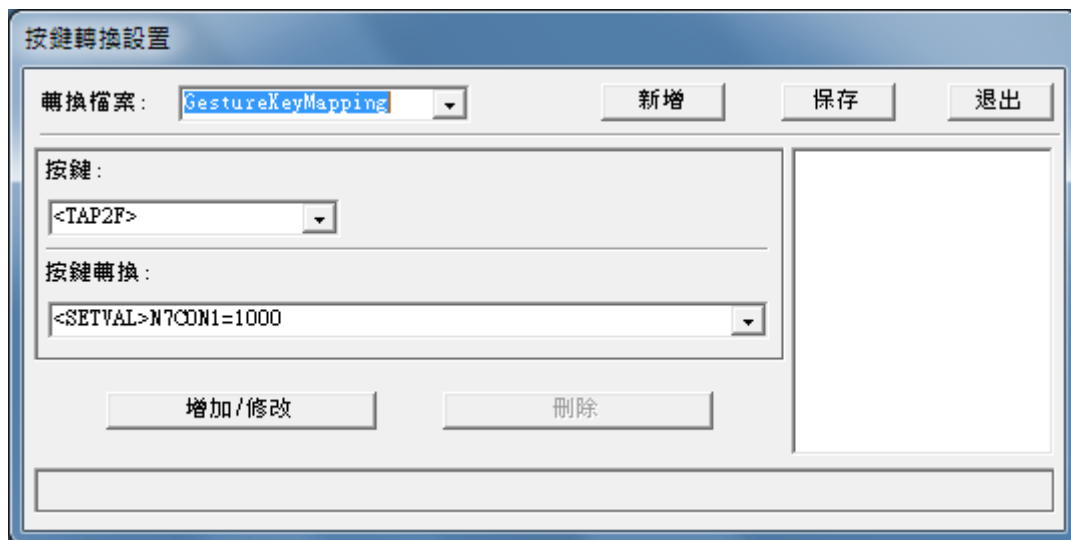 按鍵轉換設置
轉換檔案: GestureKeyMapping 新增 保存 退出
按鍵:
<TAP2F>
按鍵轉換:
<SETVAL>N7CON1=1000
增加/修改 刪除